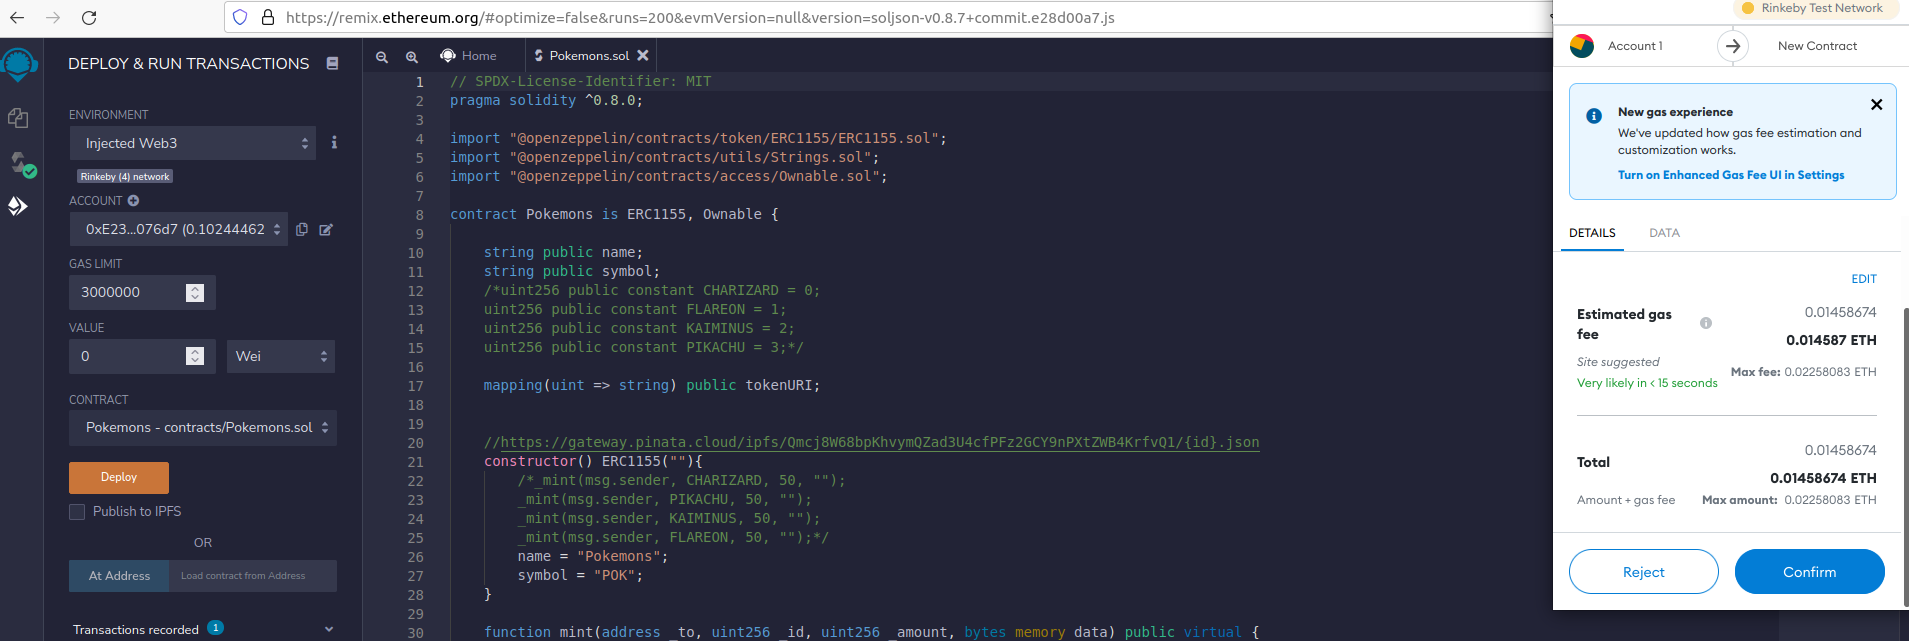 https://remix.ethereum.org/#optimize=false&runs=200&evmVersion=null&version=soljson-v0.8.7+commit.e28d00a7.js
DEPLOY & RUN TRANSACTIONS
ENVIRONMENT
Injected Web3
Rinkeby (4) network
ACCOUNT
0xE23...076d7 (0.10244462
GAS LIMIT
3000000
VALUE
0
Wei
CONTRACT
Pokemons - contracts/Pokemons.sol
Deploy
Publish to IPFS
OR
At Address
Load contract from Address
Transactions recorded 1
Home
Pokemons.sol
1 // SPDX-License-Identifier: MIT
2 pragma solidity ^0.8.0;
3
4 import "@openzeppelin/contracts/token/ERC1155/ERC1155.sol";
5 import "@openzeppelin/contracts/utils/Strings.sol";
6 import "@openzeppelin/contracts/access/Ownable.sol";
7
8 contract Pokemons is ERC1155, Ownable {
9
10 string public name;
11 string public symbol;
12 /*uint256 public constant CHARIZARD = 0;
13 uint256 public constant FLAREON = 1;
14 uint256 public constant KAIMINUS = 2;
15 uint256 public constant PIKACHU = 3;*/
16
17 mapping(uint => string) public tokenURI;
18
19
20 //https://gateway.pinata.cloud/ipfs/Qmcj8W68bpKhvymQZad3U4cfPFz2GCY9nPXtZWB4KrfvQ1/{id}.json
21 constructor() ERC1155(""){
22 /*_mint(msg.sender, CHARIZARD, 50, "");
23 _mint(msg.sender, PIKACHU, 50, "");
24 _mint(msg.sender, KAIMINUS, 50, "");
25 _mint(msg.sender, FLAREON, 50, "");*/
26 name = "Pokemons";
27 symbol = "POK";
28 }
29
30 function mint(address _to, uint256 _id, uint256 _amount, bytes memory data) public virtual {
Rinkeby Test Network
Account 1
New Contract
New gas experience
We've updated how gas fee estimation and
customization works.
Turn on Enhanced Gas Fee UI in Settings
DETAILS
DATA
EDIT
Estimated gas
fee
0.01458674
0.014587 ETH
Site suggested
Very likely in < 15 seconds
Max fee: 0.02258083 ETH
0.01458674
Total
0.01458674 ETH
Amount + gas fee
Max amount: 0.02258083 ETH
Reject
Confirm